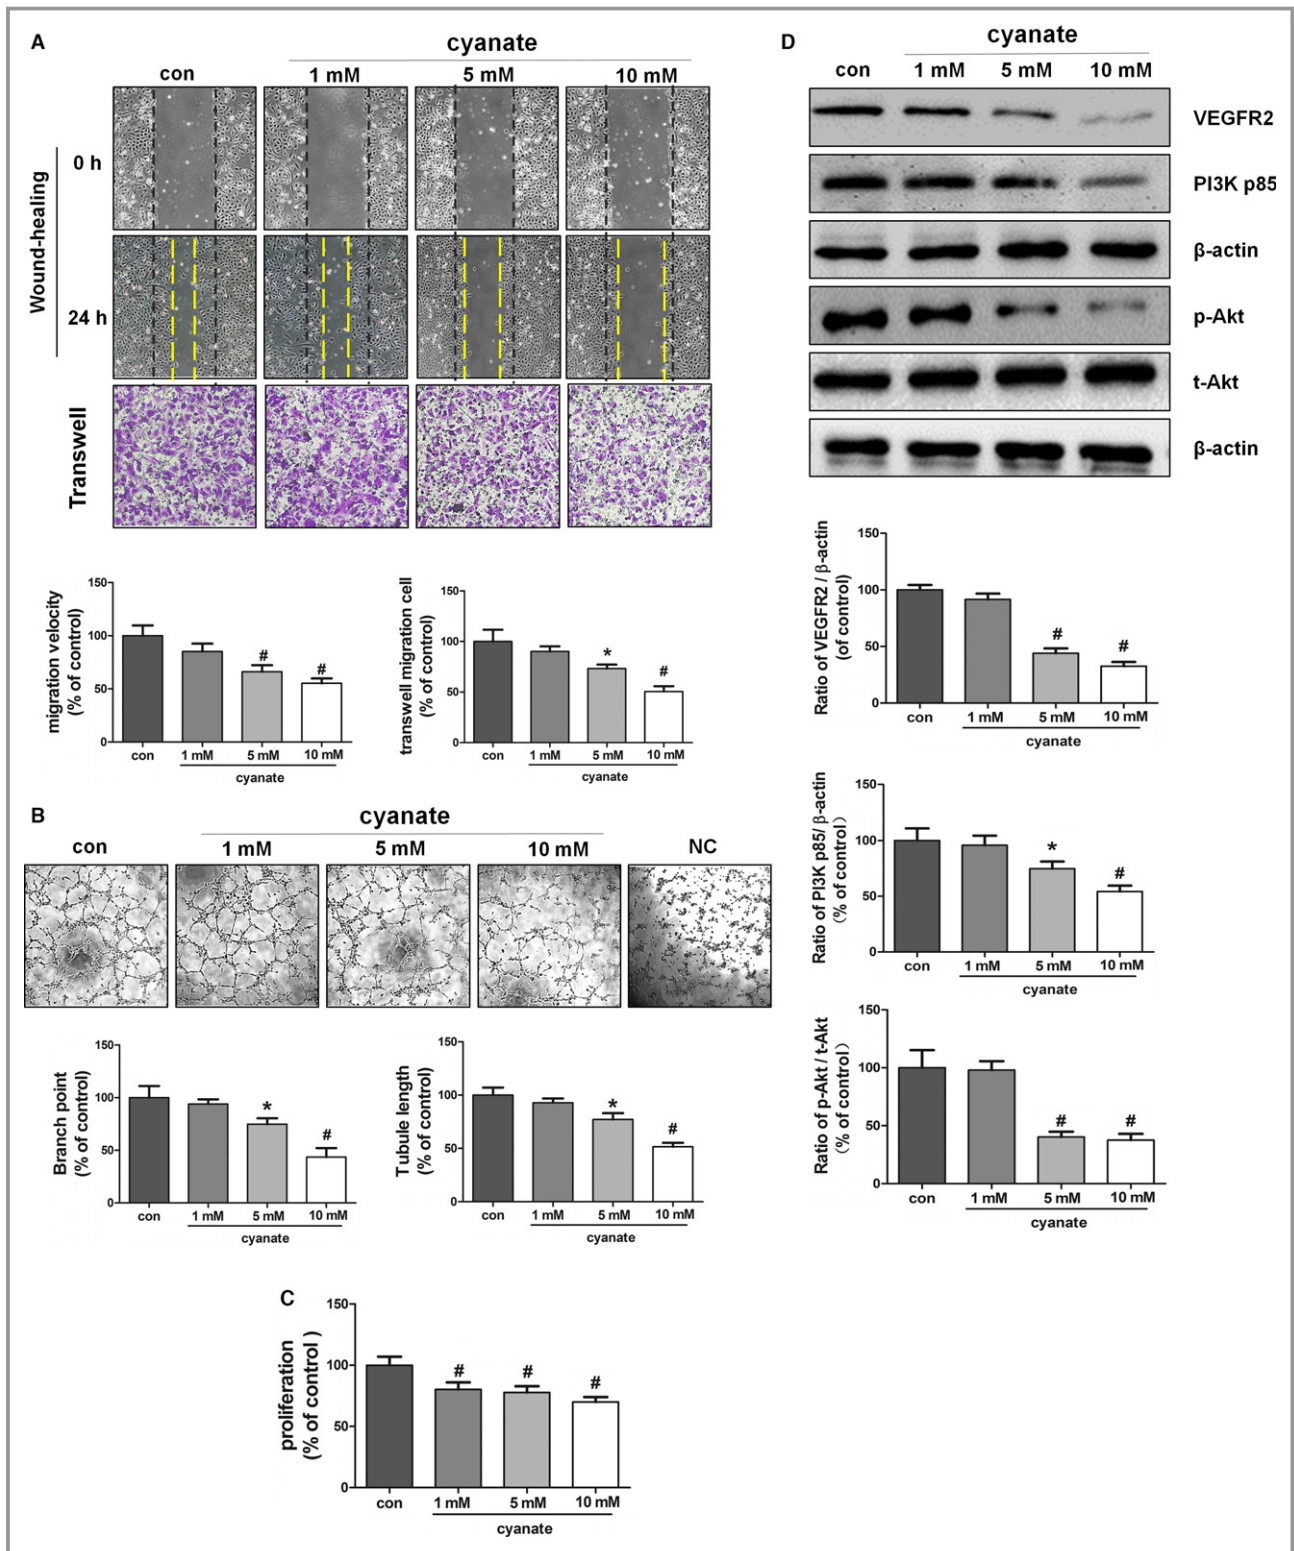 A
cyanate
con
1 mM
5 mM
10 mM
Wound-healing
0 h
24 h
Transwell
migration velocity
(% of control)
150
100
50
0
con
1 mM
5 mM
10 mM
cyanate
transwell migration cell
(% of control)
150
100
50
0
con
1 mM
5 mM
10 mM
cyanate
#
#
*
#
B
cyanate
con
1 mM
5 mM
10 mM
NC
Branch point
(% of control)
150
100
50
0
*
#
con
1 mM
5 mM
10 mM
cyanate
Tubule length
(% of control)
150
100
50
0
*
#
con
1 mM
5 mM
10 mM
cyanate
C
proliferation
(% of control )
150
100
50
0
#
#
#
con
1 mM
5 mM
10 mM
cyanate
D
cyanate
con
1 mM
5 mM
10 mM
VEGFR2
PI3K p85
β-actin
p-Akt
t-Akt
β-actin
Ratio of VEGFR2 / β-actin
(of control)
150
100
50
0
#
#
con
1 mM
5 mM
10 mM
cyanate
Ratio of PI3K p85/ β-actin
(% of control)
150
100
50
0
*
#
con
1 mM
5 mM
10 mM
cyanate
Ratio of p-Akt / t-Akt
(% of control)
150
100
50
0
#
#
con
1 mM
5 mM
10 mM
cyanate